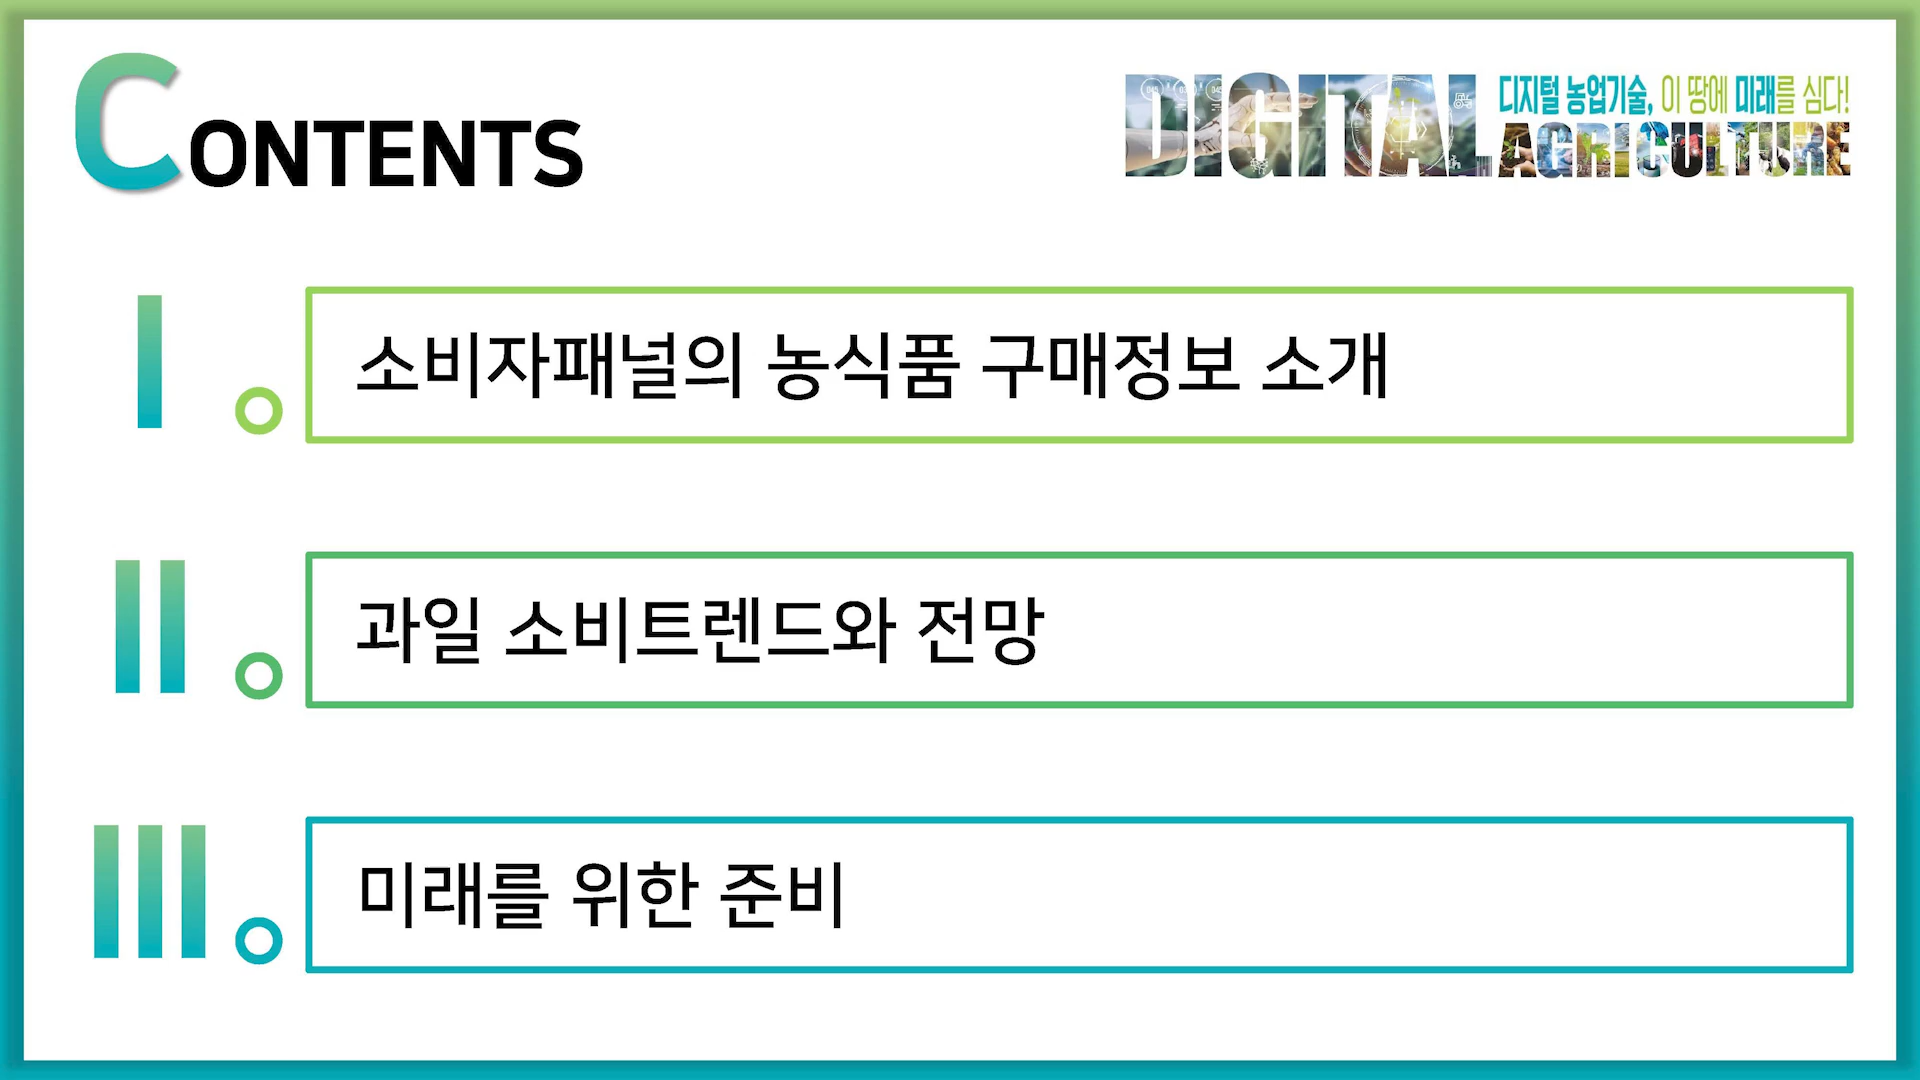 CONTENTS
DIGITAL
디지털 농업기술, 이 땅에 미래를 심다!
AGRICULTURE
I
소비자패널의 농식품 구매정보 소개
II
과일 소비트렌드와 전망
III
미래를 위한 준비